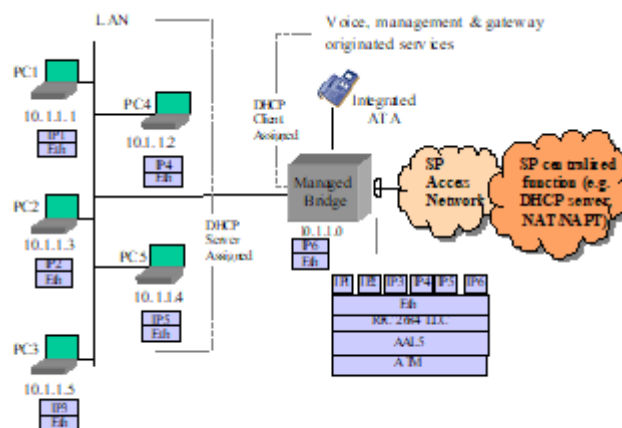 LAN
Voice, management & gateway
originated services
PC1
10.1.1.1
IP1
Eth
PC4
10.1.1.2
IP4
Eth
DHCP
Client
Assigned
Integrated
ATA
PC2
10.1.1.3
IP2
Eth
DHCP
Server
Assigned
Managed
Bridge
10.1.1.0
IP6
Eth
SP
Access
Network
SP centralized
function (e.g.
DHCP server,
NAT/NAPT)
PC5
10.1.1.4
IP5
Eth
IP1 IP2 IP3 IP4 IP5 IP6
Eth
RFC 2684 LLC
AAL5
ATM
PC3
10.1.1.5
IP3
Eth